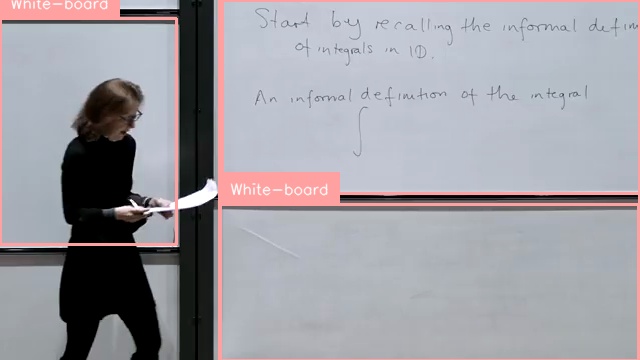 White-board
Start by recalling the informal defin
of integrals in 1D.
An informal definition of the integral
∫
White-board